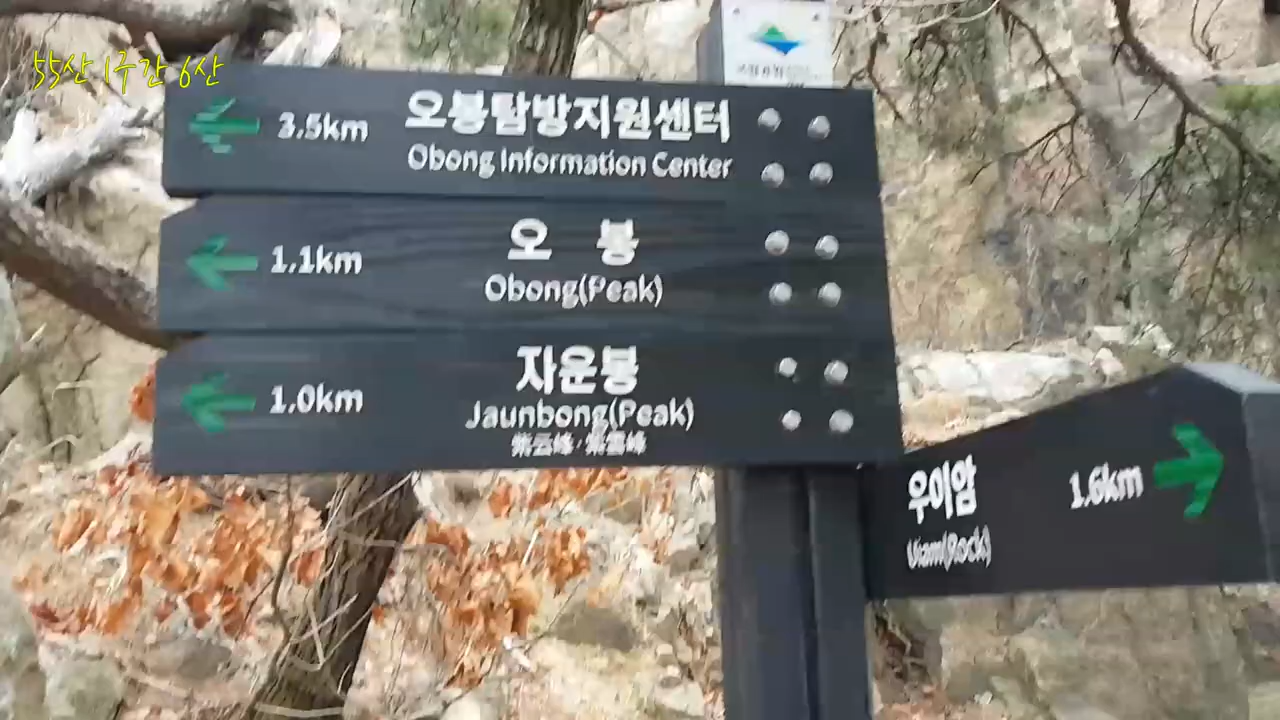 55산 1구간 6산
3.5km 오봉탐방지원센터
Obong Information Center
1.1km 오 봉
Obong(Peak)
1.0km 자운봉
Jaunbong(Peak)
紫云峰·紫雲峰
우이암 1.6km
Uiam(Rock)